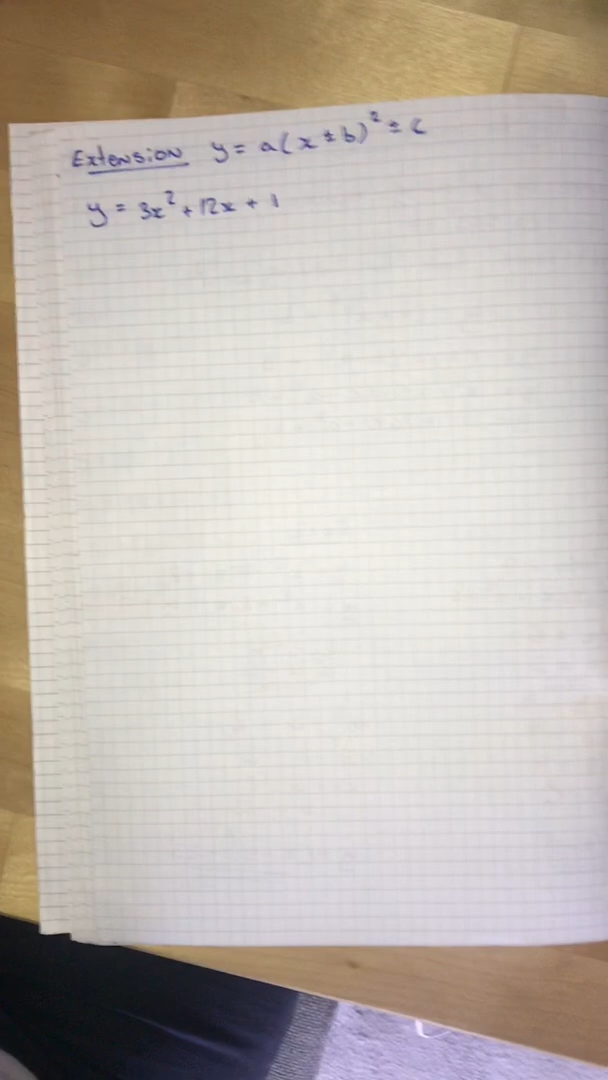 Extension y = a(x ± b)² ± c
y = 3x² + 12x + 1